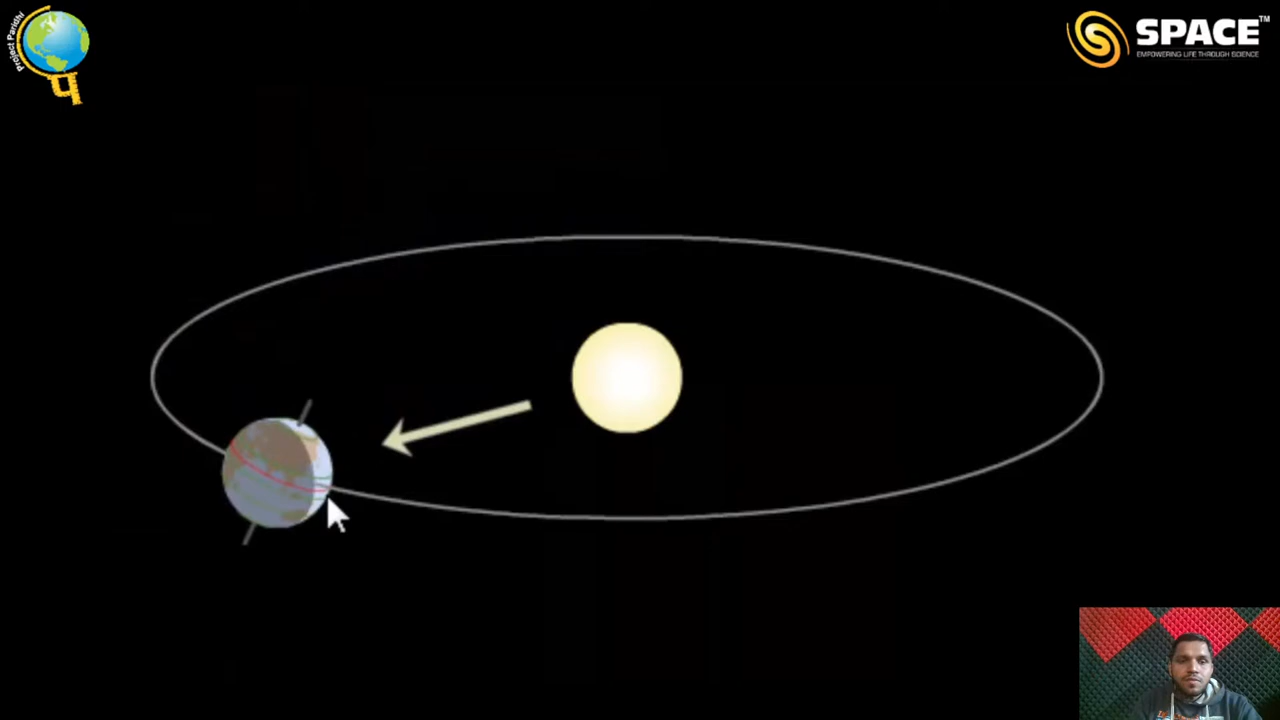 Project Paridhi
प
SPACE™
EMPOWERING LIFE THROUGH SCIENCE